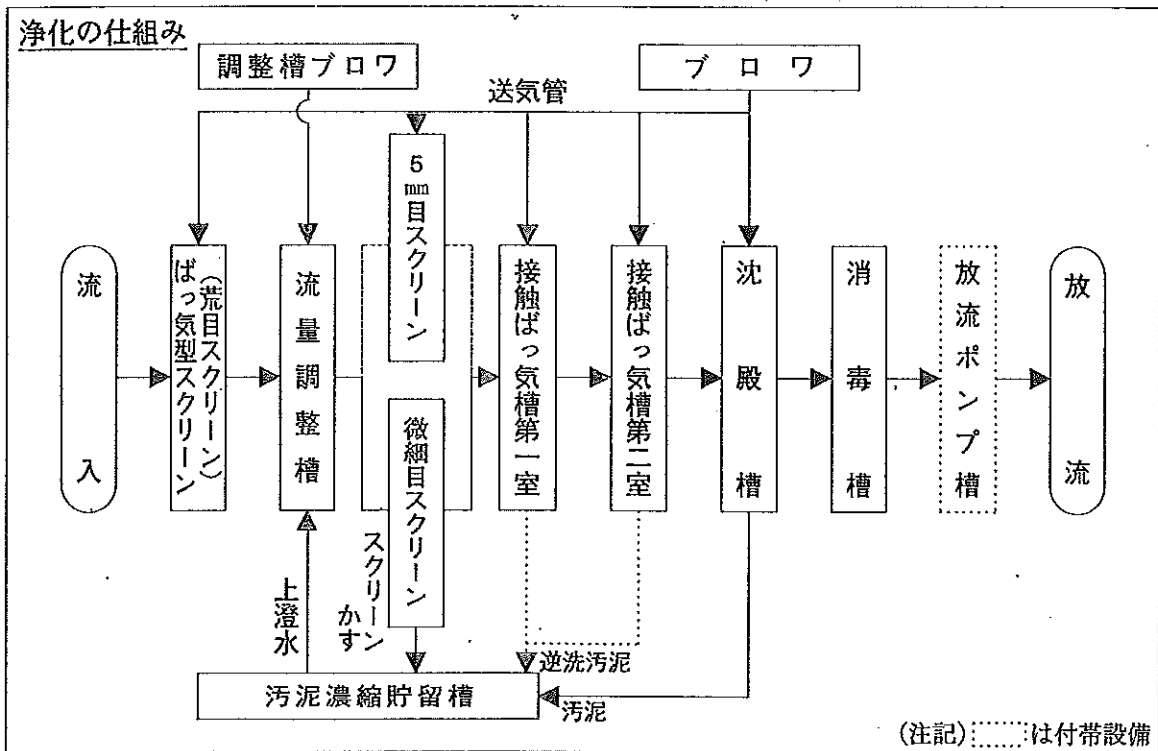 浄化の仕組み
調整槽ブロワ
ブロワ
送気管
流入
ばっ気型スクリーン
(荒目スクリーン)
流量調整槽
5mm目スクリーン
微細目スクリーン
接触ばっ気槽第一室
接触ばっ気槽第二室
沈殿槽
消毒槽
放流ポンプ槽
放流
上澄水
スクリーン
かす
逆洗汚泥
汚泥濃縮貯留槽
汚泥
(注記) は付帯設備